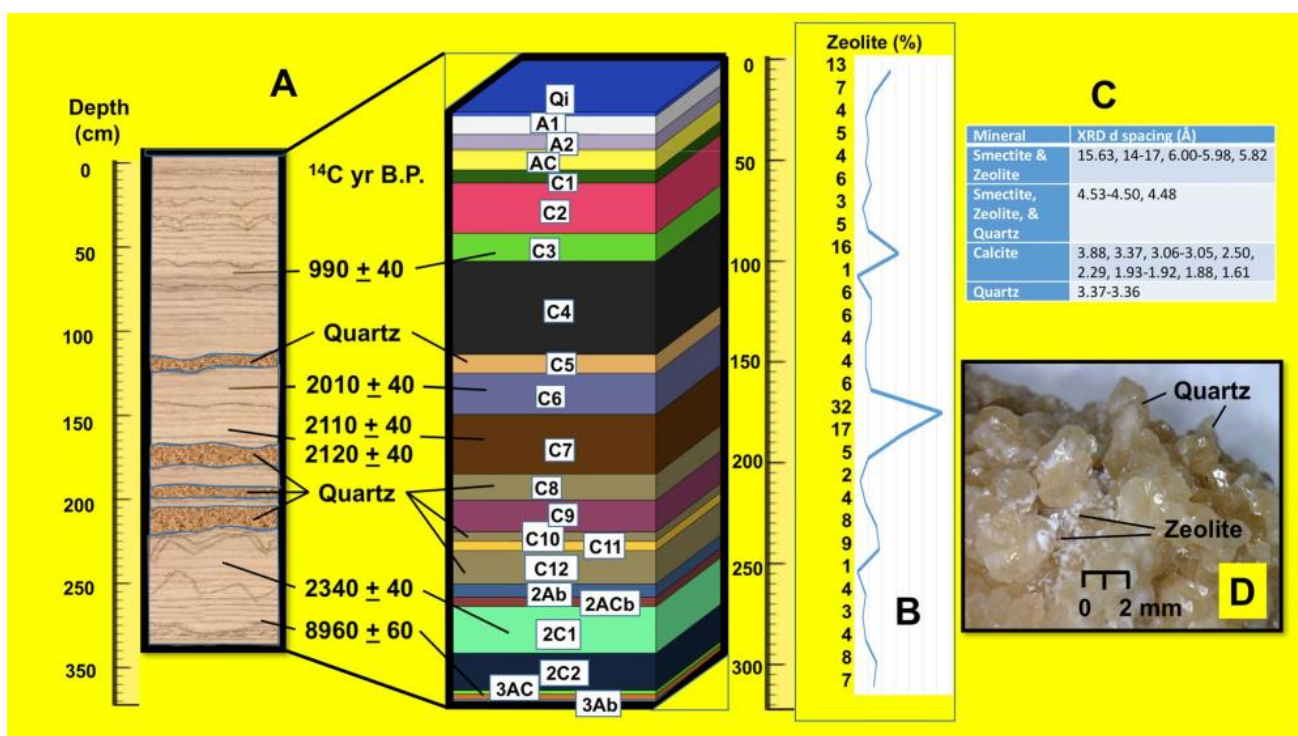 A
Depth
(cm)
0
50
100
150
200
250
350
¹⁴C yr B.P.
990 ± 40
Quartz
2010 ± 40
2110 ± 40
2120 ± 40
Quartz
2340 ± 40
8960 ± 60
Qi
A1
A2
AC
C1
C2
C3
C4
C5
C6
C7
C8
C9
C10
C11
C12
2Ab
2ACb
2C1
2C2
3AC
3Ab
0
50
100
150
200
250
300
Zeolite (%)
13
7
4
5
4
6
3
5
16
1
6
6
4
4
6
32
17
5
2
4
8
9
1
4
3
4
8
7
B
C
Mineral XRD d spacing (Å)
Smectite & 15.63, 14-17, 6.00-5.98, 5.82
Zeolite
Smectite, 4.53-4.50, 4.48
Zeolite, &
Quartz
Calcite 3.88, 3.37, 3.06-3.05, 2.50,
2.29, 1.93-1.92, 1.88, 1.61
Quartz 3.37-3.36
Quartz
Zeolite
0 2 mm
D